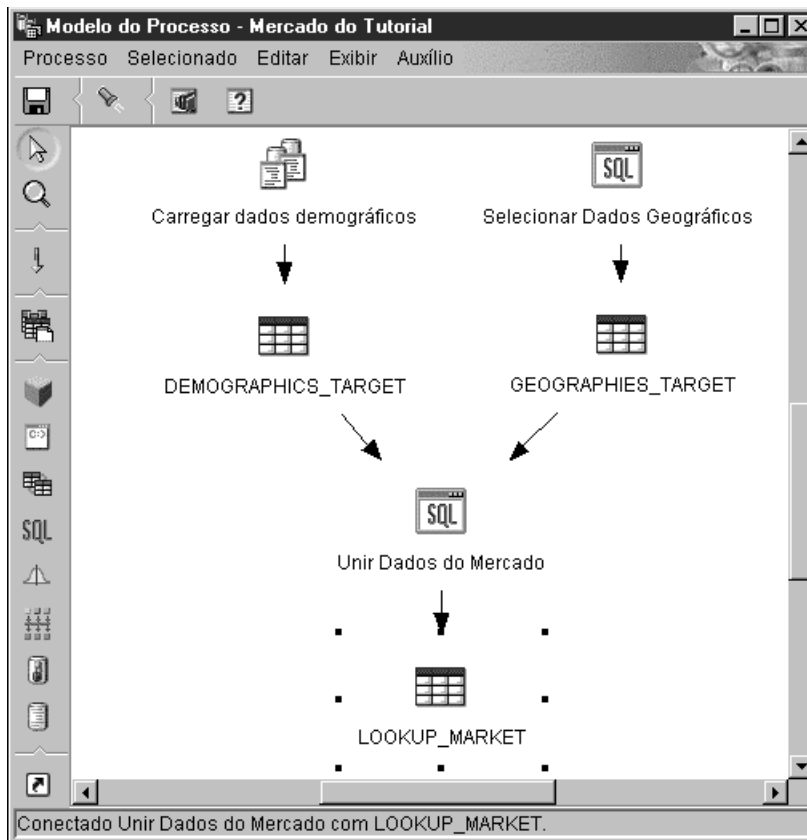 Modelo do Processo - Mercado do Tutorial
Processo Selecionado Editar Exibir Auxílio
Carregar dados demográficos
SQL
Selecionar Dados Geográficos
DEMOGRAPHICS_TARGET
GEOGRAPHIES_TARGET
SQL
Unir Dados do Mercado
LOOKUP_MARKET
SQL
Conectado Unir Dados do Mercado com LOOKUP_MARKET.